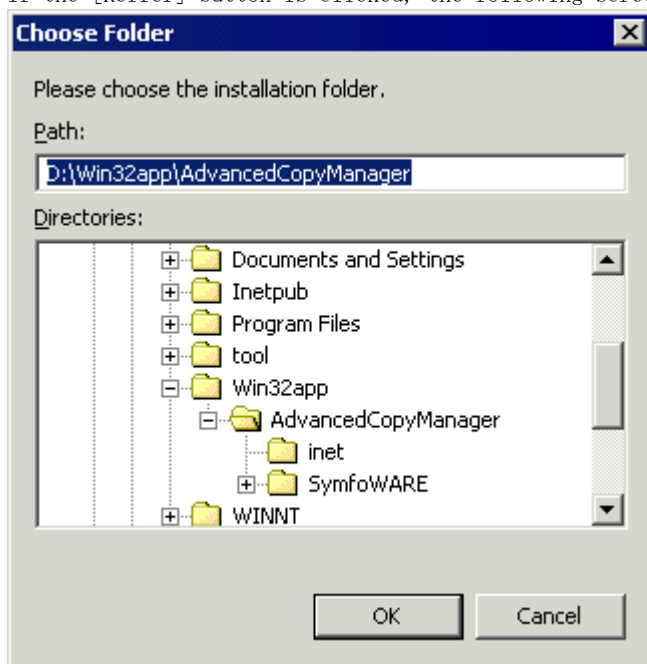 Choose Folder
Please choose the installation folder.
Path:
D:\Win32app\AdvancedCopyManager
Directories:
Documents and Settings
Inetpub
Program Files
tool
Win32app
AdvancedCopyManager
inet
SymfoWARE
WINNT
OK Cancel